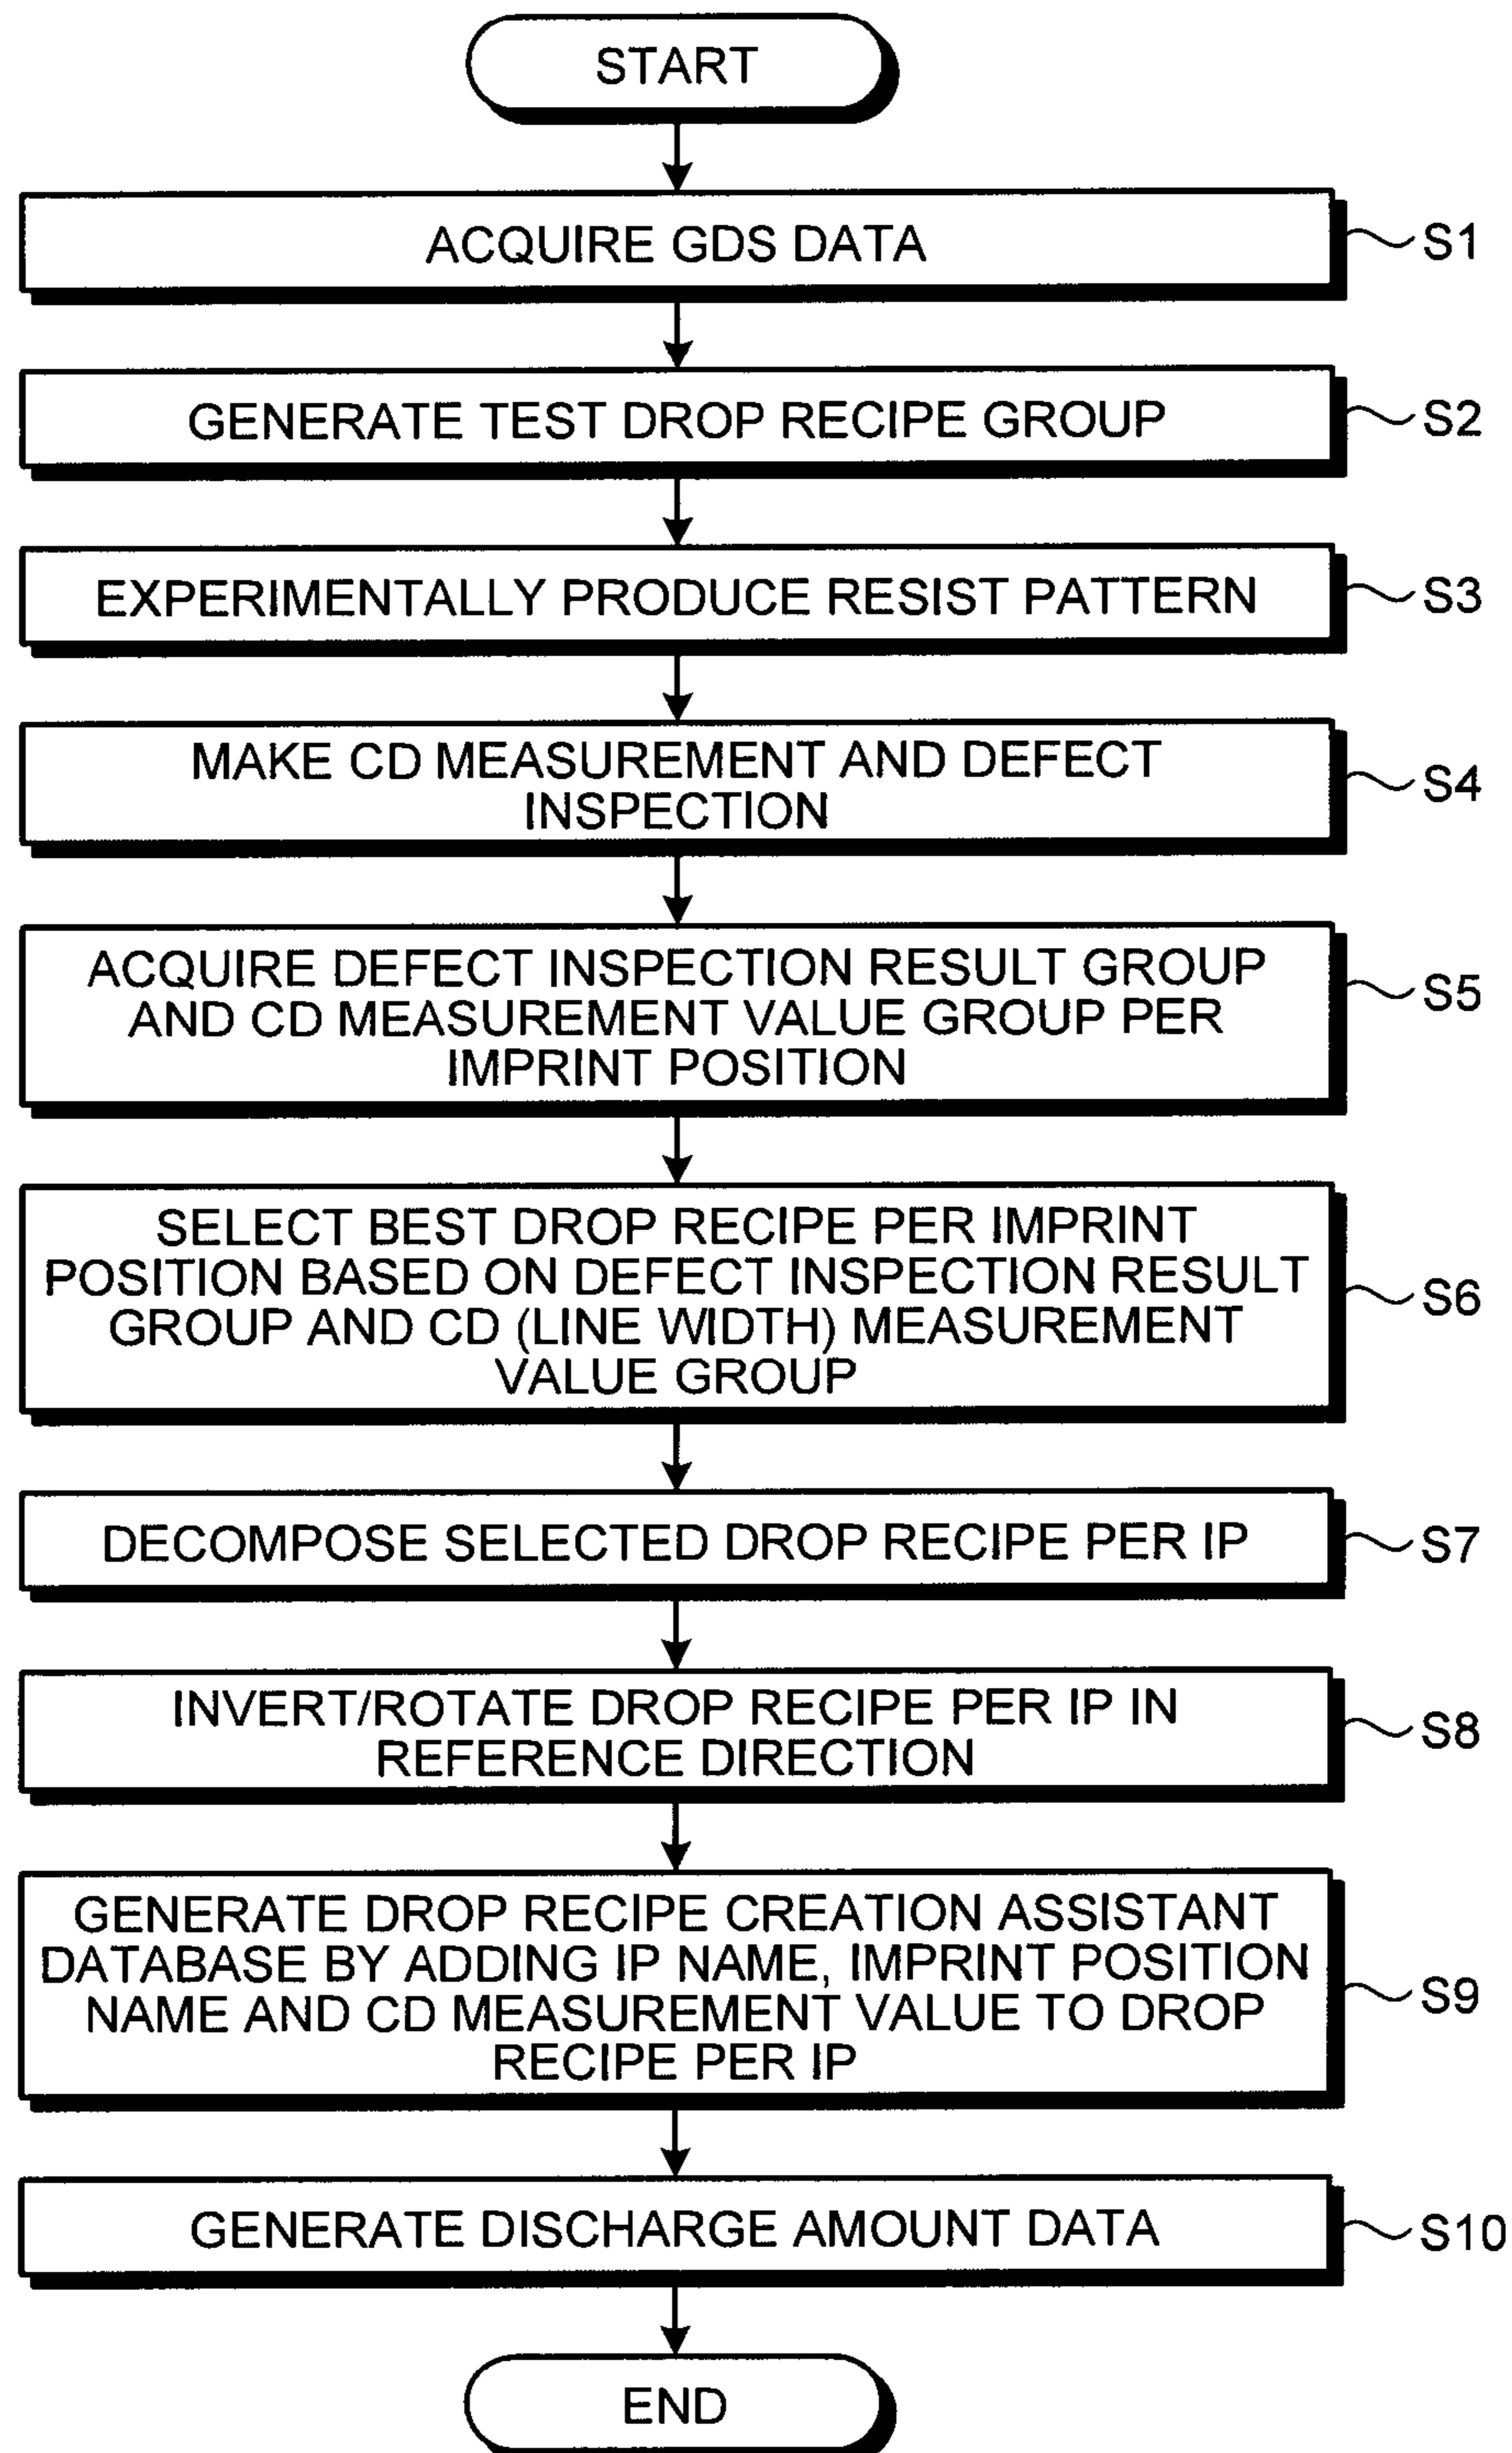 START
ACQUIRE GDS DATA
S1
GENERATE TEST DROP RECIPE GROUP
S2
EXPERIMENTALLY PRODUCE RESIST PATTERN
S3
MAKE CD MEASUREMENT AND DEFECT
INSPECTION
S4
ACQUIRE DEFECT INSPECTION RESULT GROUP
AND CD MEASUREMENT VALUE GROUP PER
IMPRINT POSITION
S5
SELECT BEST DROP RECIPE PER IMPRINT
POSITION BASED ON DEFECT INSPECTION RESULT
GROUP AND CD (LINE WIDTH) MEASUREMENT
VALUE GROUP
S6
DECOMPOSE SELECTED DROP RECIPE PER IP
S7
INVERT/ROTATE DROP RECIPE PER IP IN
REFERENCE DIRECTION
S8
GENERATE DROP RECIPE CREATION ASSISTANT
DATABASE BY ADDING IP NAME, IMPRINT POSITION
NAME AND CD MEASUREMENT VALUE TO DROP
RECIPE PER IP
S9
GENERATE DISCHARGE AMOUNT DATA
S10
END